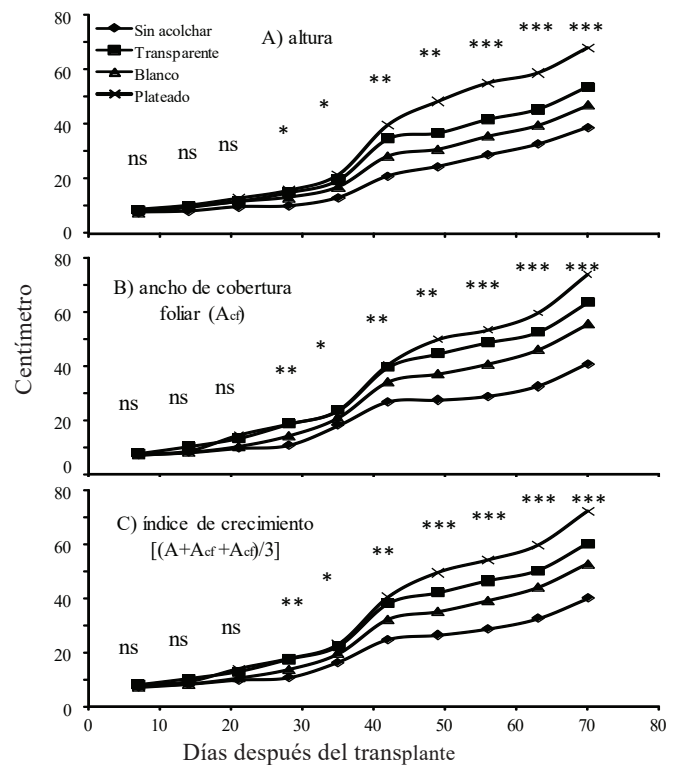 80
Sin acolchar
Transparente
Blanco
Plateado
A) altura
***
***
***
**
**
*
*
ns
ns
ns
60
40
20
0
80
B) ancho de cobertura
foliar (Acf)
***
***
***
**
**
*
**
ns
ns
ns
60
40
20
0
Centímetro
80
C) índice de crecimiento
[(A+Acf+Acf)/3]
***
***
***
***
**
*
**
ns
ns
ns
60
40
20
0
0 10 20 30 40 50 60 70 80
Días después del transplante